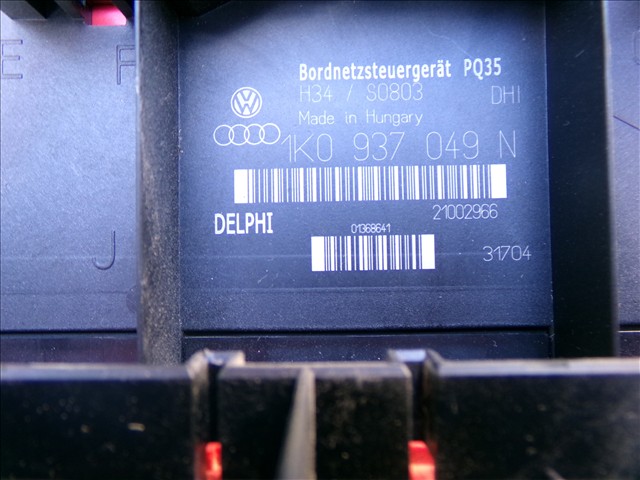 E F
Bordnetzsteuergerät PQ35
H34 / S0803 DHI
Made in Hungary
1K0 937 049 N
21002966
DELPHI
01368641
J
31704